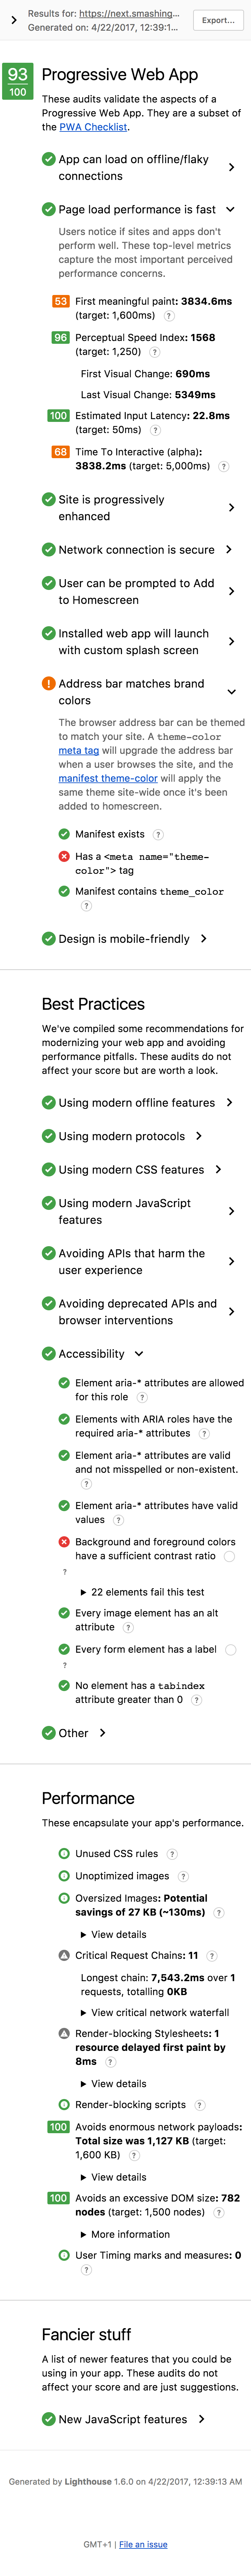 Results for: https://next.smashing...
Generated on: 4/22/2017, 12:39:1...
Export...
93
100
Progressive Web App
These audits validate the aspects of a
Progressive Web App. They are a subset of
the PWA Checklist.
App can load on offline/flaky
connections
Page load performance is fast
Users notice if sites and apps don't
perform well. These top-level metrics
capture the most important perceived
performance concerns.
53 First meaningful paint: 3834.6ms
(target: 1,600ms) ?
96 Perceptual Speed Index: 1568
(target: 1,250) ?
First Visual Change: 690ms
Last Visual Change: 5349ms
100 Estimated Input Latency: 22.8ms
(target: 50ms) ?
68 Time To Interactive (alpha):
3838.2ms (target: 5,000ms) ?
Site is progressively
enhanced
Network connection is secure
User can be prompted to Add
to Homescreen
Installed web app will launch
with custom splash screen
Address bar matches brand
colors
The browser address bar can be themed
to match your site. A theme-color
meta tag will upgrade the address bar
when a user browses the site, and the
manifest theme-color will apply the
same theme site-wide once it's been
added to homescreen.
Manifest exists ?
Has a <meta name="theme-
color"> tag
Manifest contains theme_color
?
Design is mobile-friendly
Best Practices
We've compiled some recommendations for
modernizing your web app and avoiding
performance pitfalls. These audits do not
affect your score but are worth a look.
Using modern offline features
Using modern protocols
Using modern CSS features
Using modern JavaScript
features
Avoiding APIs that harm the
user experience
Avoiding deprecated APIs and
browser interventions
Accessibility
Element aria-* attributes are allowed
for this role ?
Elements with ARIA roles have the
required aria-* attributes ?
Element aria-* attributes are valid
and not misspelled or non-existent.
?
Element aria-* attributes have valid
values ?
Background and foreground colors
have a sufficient contrast ratio
?
22 elements fail this test
Every image element has an alt
attribute ?
Every form element has a label
?
No element has a tabindex
attribute greater than 0 ?
Other
Performance
These encapsulate your app's performance.
Unused CSS rules ?
Unoptimized images ?
Oversized Images: Potential
savings of 27 KB (~130ms) ?
View details
Critical Request Chains: 11 ?
Longest chain: 7,543.2ms over 1
requests, totalling 0KB
View critical network waterfall
Render-blocking Stylesheets: 1
resource delayed first paint by
8ms ?
View details
Render-blocking scripts ?
100 Avoids enormous network payloads:
Total size was 1,127 KB (target:
1,600 KB) ?
View details
100 Avoids an excessive DOM size: 782
nodes (target: 1,500 nodes) ?
More information
User Timing marks and measures: 0
?
Fancier stuff
A list of newer features that you could be
using in your app. These audits do not
affect your score and are just suggestions.
New JavaScript features
Generated by Lighthouse 1.6.0 on 4/22/2017, 12:39:13 AM
GMT+1 | File an issue